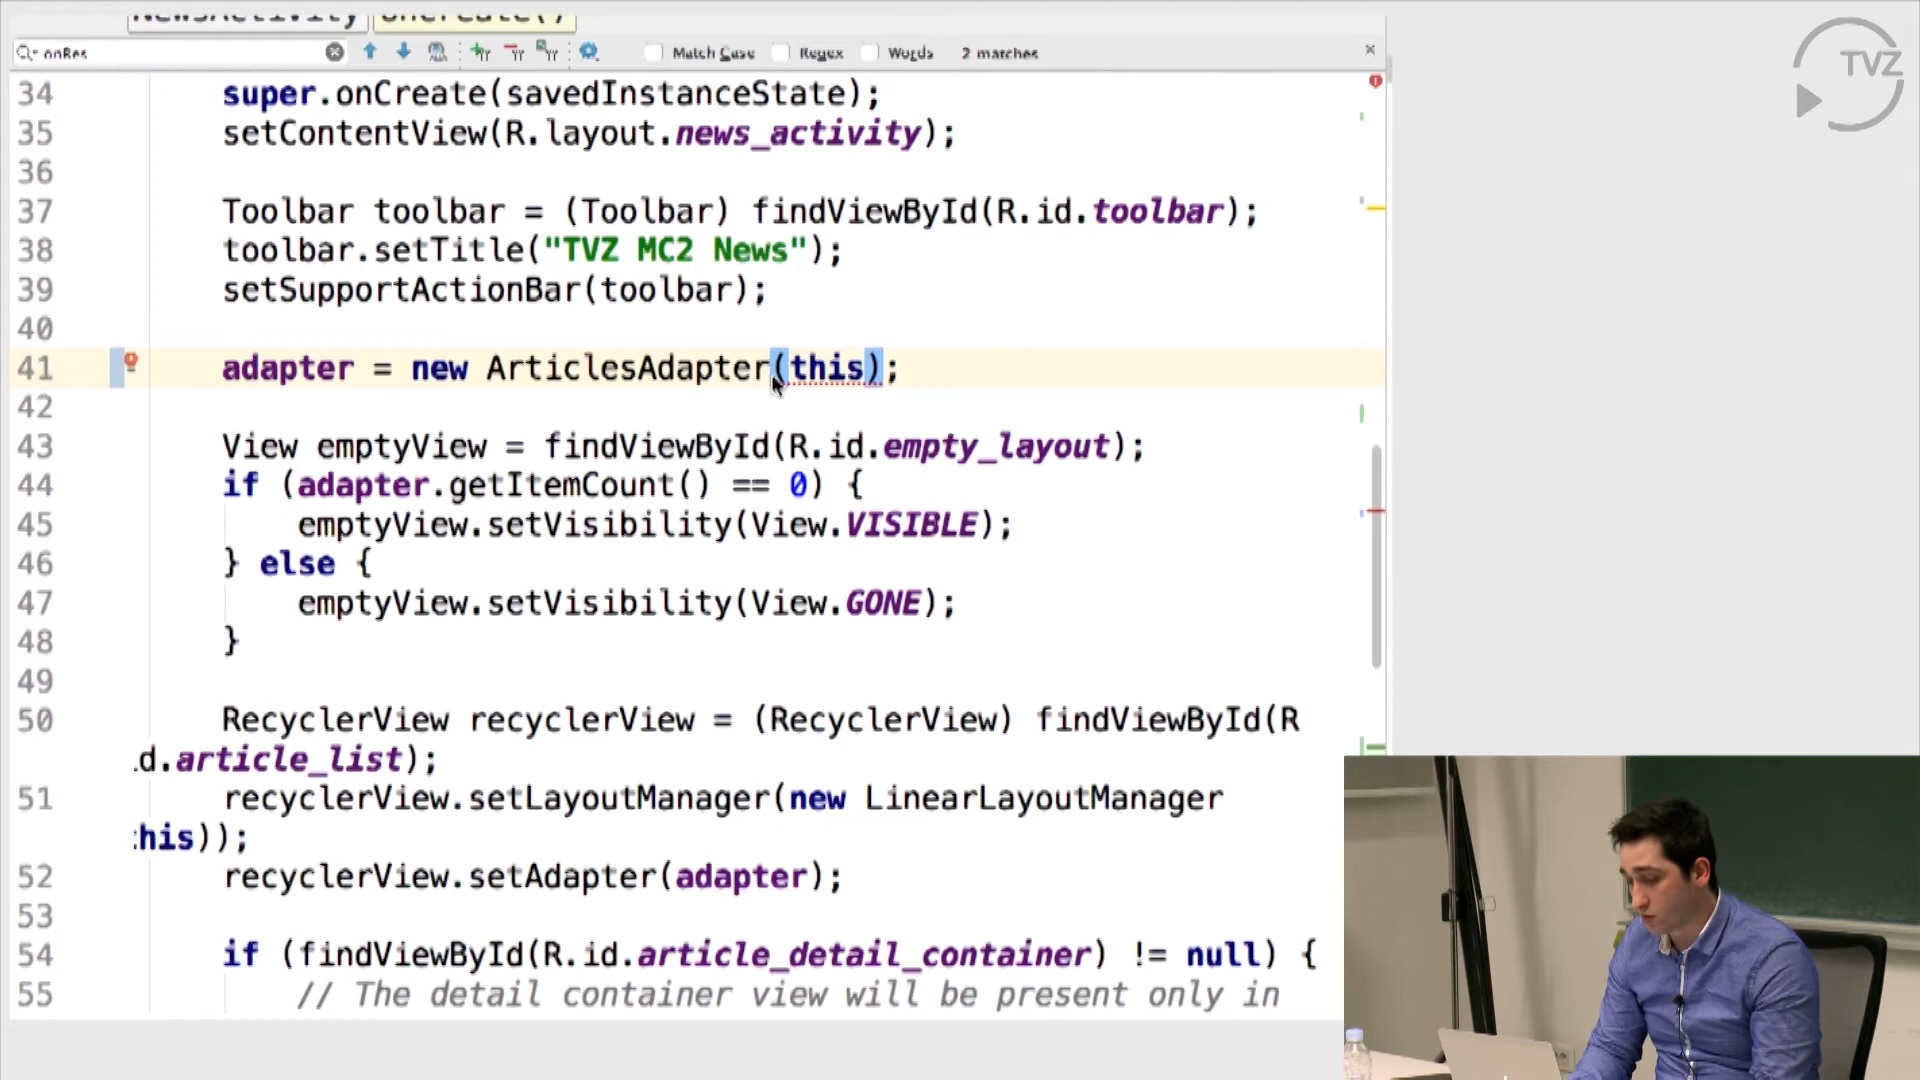 NewsActivity onCreate()
onRes Match Case Regex Words 2 matches
TVZ
34 super.onCreate(savedInstanceState);
35 setContentView(R.layout.news_activity);
36
37 Toolbar toolbar = (Toolbar) findViewById(R.id.toolbar);
38 toolbar.setTitle("TVZ MC2 News");
39 setSupportActionBar(toolbar);
40
41 adapter = new ArticlesAdapter(this);
42
43 View emptyView = findViewById(R.id.empty_layout);
44 if (adapter.getItemCount() == 0) {
45 emptyView.setVisibility(View.VISIBLE);
46 } else {
47 emptyView.setVisibility(View.GONE);
48 }
49
50 RecyclerView recyclerView = (RecyclerView) findViewById(R
.d.article_list);
51 recyclerView.setLayoutManager(new LinearLayoutManager
his));
52 recyclerView.setAdapter(adapter);
53
54 if (findViewById(R.id.article_detail_container) != null) {
55 // The detail container view will be present only in